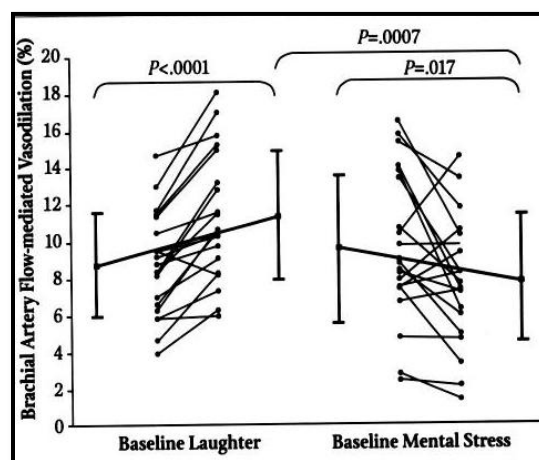 P=.0007
P<.0001
P=.017
Brachial Artery Flow-mediated Vasodilation (%)
20
18
16
14
12
10
8
6
4
2
0
Baseline Laughter
Baseline Mental Stress